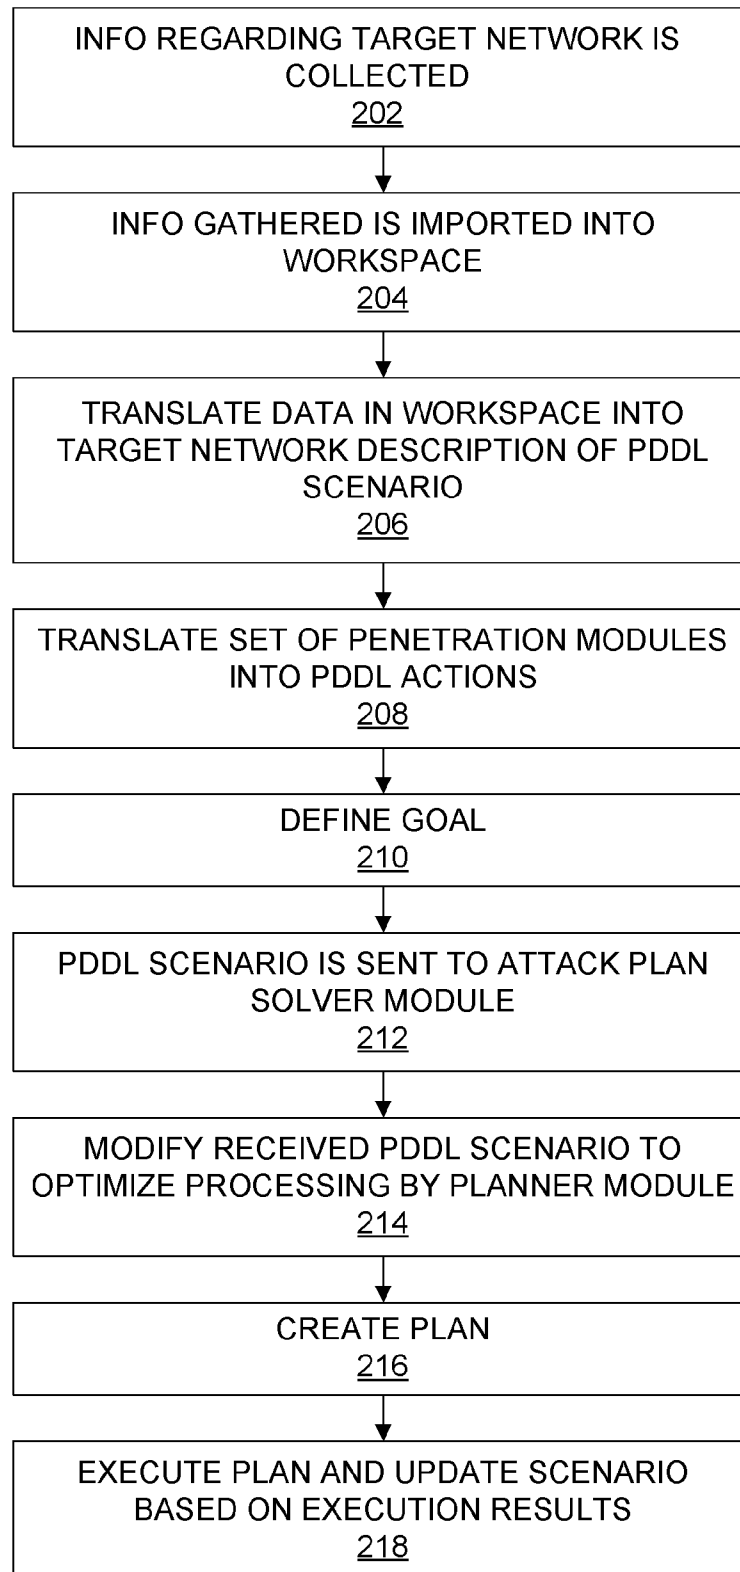 INFO REGARDING TARGET NETWORK IS
COLLECTED
202
INFO GATHERED IS IMPORTED INTO
WORKSPACE
204
TRANSLATE DATA IN WORKSPACE INTO
TARGET NETWORK DESCRIPTION OF PDDL
SCENARIO
206
TRANSLATE SET OF PENETRATION MODULES
INTO PDDL ACTIONS
208
DEFINE GOAL
210
PDDL SCENARIO IS SENT TO ATTACK PLAN
SOLVER MODULE
212
MODIFY RECEIVED PDDL SCENARIO TO
OPTIMIZE PROCESSING BY PLANNER MODULE
214
CREATE PLAN
216
EXECUTE PLAN AND UPDATE SCENARIO
BASED ON EXECUTION RESULTS
218